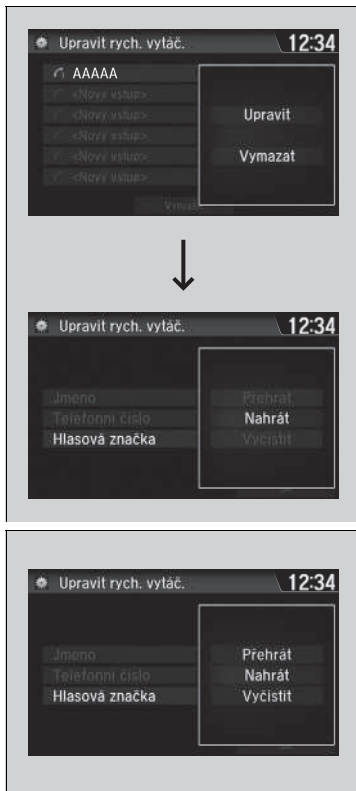 Upravit rych. vytáč. 12:34
AAAAA
<Nový vstup>
<Nový vstup> Upravit
<Nový vstup>
<Nový vstup> Vymazat
<Nový vstup>
Upravit rych. vytáč. 12:34
Jméno Přehrát
Telefonní číslo Nahrát
Hlasová značka Vyčistit
Upravit rych. vytáč. 12:34
Jméno Přehrát
Telefonní číslo Nahrát
Hlasová značka Vyčistit